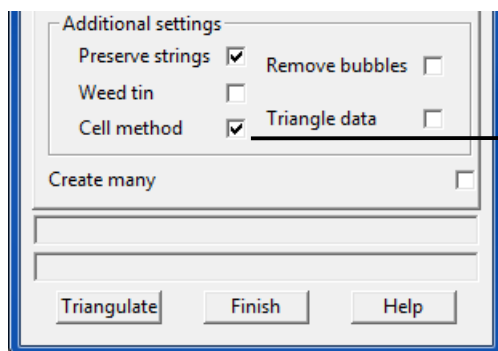 Additional settings
Preserve strings Remove bubbles
Weed tin
Cell method Triangle data
Create many
Triangulate Finish Help